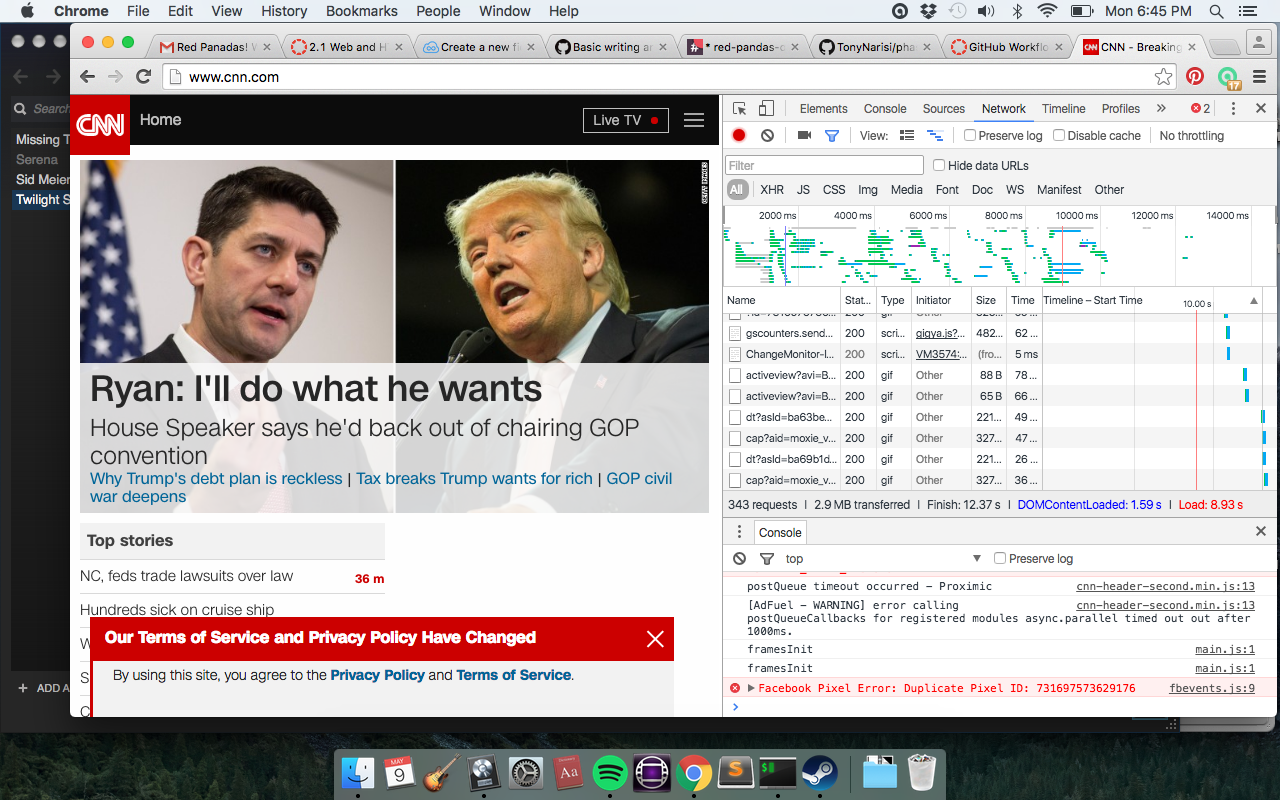 Chrome File Edit View History Bookmarks People Window Help Mon 6:45 PM
Red Panadas! 2.1 Web and H Create a new fi Basic writing an * red-pandas- TonyNarisi/pha GitHub Workflo CNN - Breaking
www.cnn.com
17
Search
Missing T
Serena
Sid Meier
Twilight S
ADD A
CNN Home Live TV
GETTY IMAGES
Ryan: I'll do what he wants
House Speaker says he'd back out of chairing GOP
convention
Why Trump's debt plan is reckless | Tax breaks Trump wants for rich | GOP civil
war deepens
Top stories
NC, feds trade lawsuits over law 36 m
Hundreds sick on cruise ship
W
S
C
Our Terms of Service and Privacy Policy Have Changed
By using this site, you agree to the Privacy Policy and Terms of Service.
Elements Console Sources Network Timeline Profiles » 2
View: Preserve log Disable cache No throttling
Filter Hide data URLs
All XHR JS CSS Img Media Font Doc WS Manifest Other
2000 ms 4000 ms 6000 ms 8000 ms 10000 ms 12000 ms 14000 ms
Name Stat... Type Initiator Size Time Timeline – Start Time 10.00 s
200 gif Other
gscounters.send... 200 scri... gigya.js?... 482... 62 ...
ChangeMonitor-l... 200 scri... VM3574:... (fro... 5 ms
activeview?avi=B... 200 gif Other 88 B 78 ...
activeview?avi=B... 200 gif Other 65 B 66 ...
dt?asId=ba63be... 200 gif Other 221... 49 ...
cap?aid=moxie_v... 200 gif Other 327... 47 ...
dt?asId=ba69b1d... 200 gif Other 221... 26 ...
cap?aid=moxie_v... 200 gif Other 327... 36 ...
343 requests | 2.9 MB transferred | Finish: 12.37 s | DOMContentLoaded: 1.59 s | Load: 8.93 s
Console
top Preserve log
postQueue timeout occurred - Proximic cnn-header-second.min.js:13
[AdFuel - WARNING] error calling cnn-header-second.min.js:13
postQueueCallbacks for registered modules async.parallel timed out out after
1000ms.
framesInit main.js:1
framesInit main.js:1
Facebook Pixel Error: Duplicate Pixel ID: 731697573629176 fbevents.js:9
MAY
9
Aa
S
$